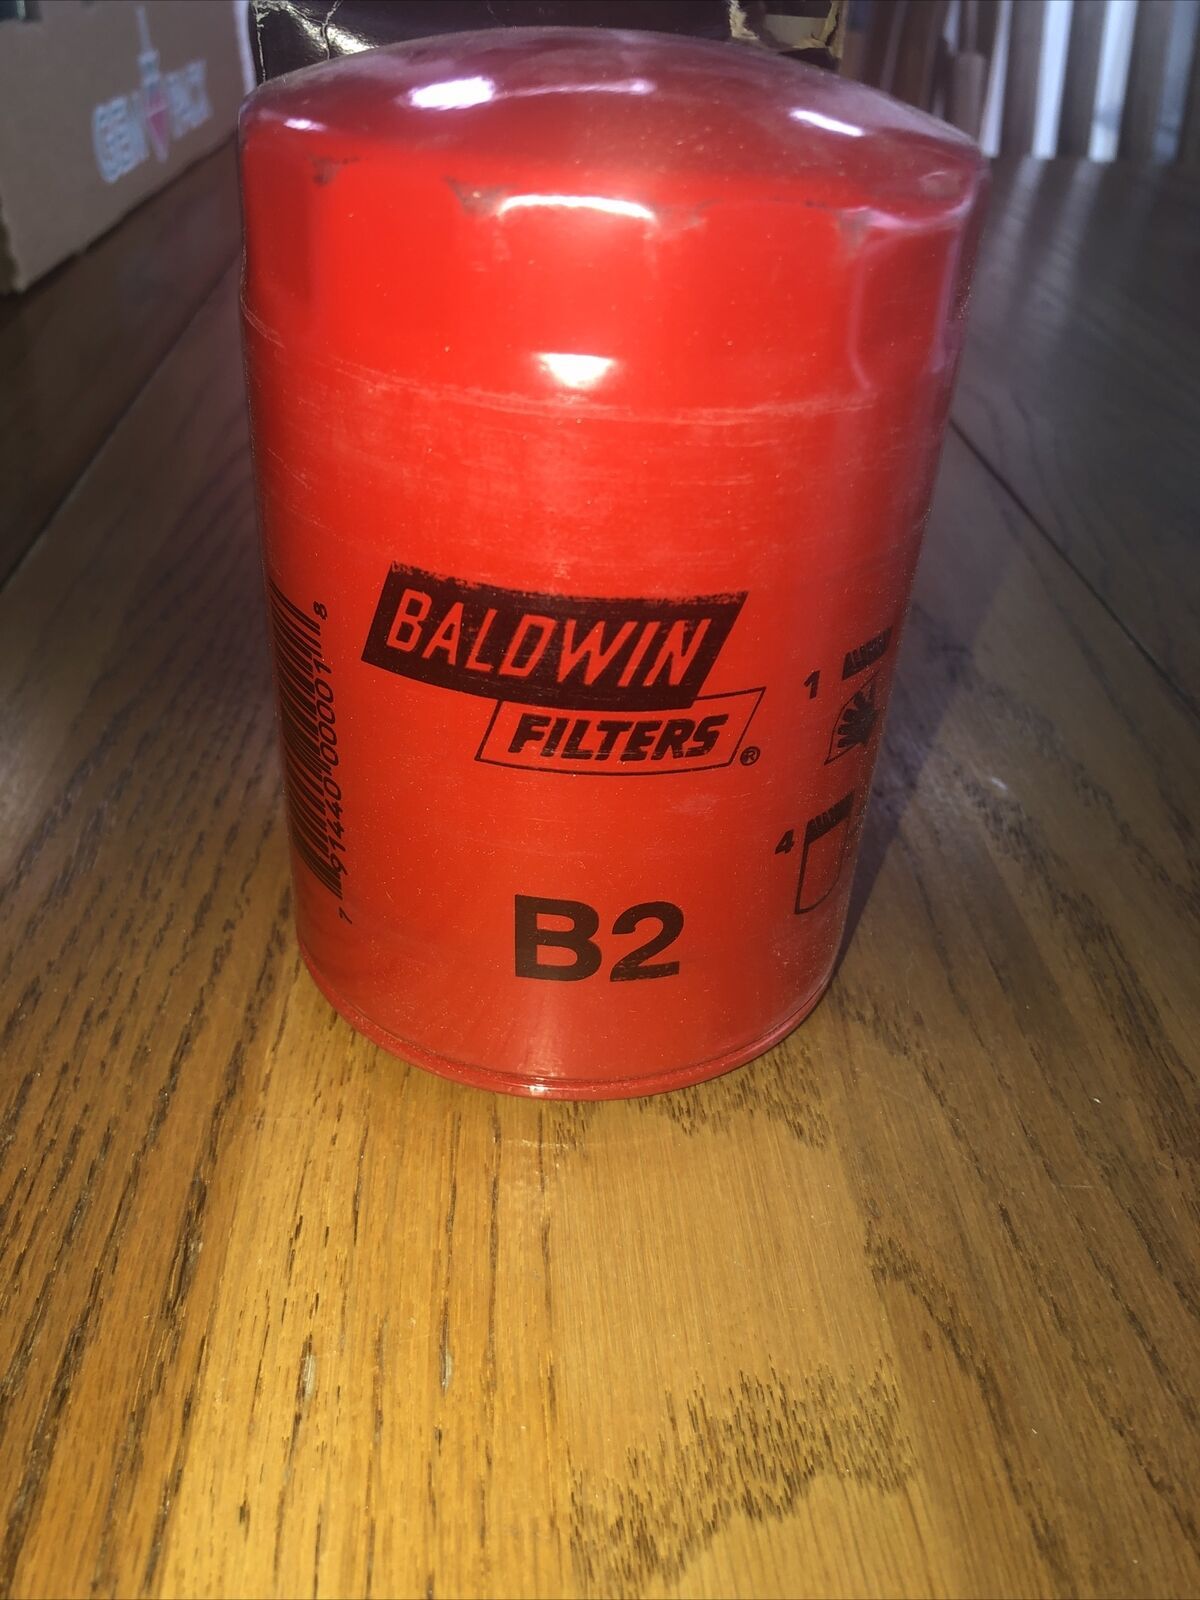 BALDWIN
FILTERS®
B2
1
4
7 91440 00001 8